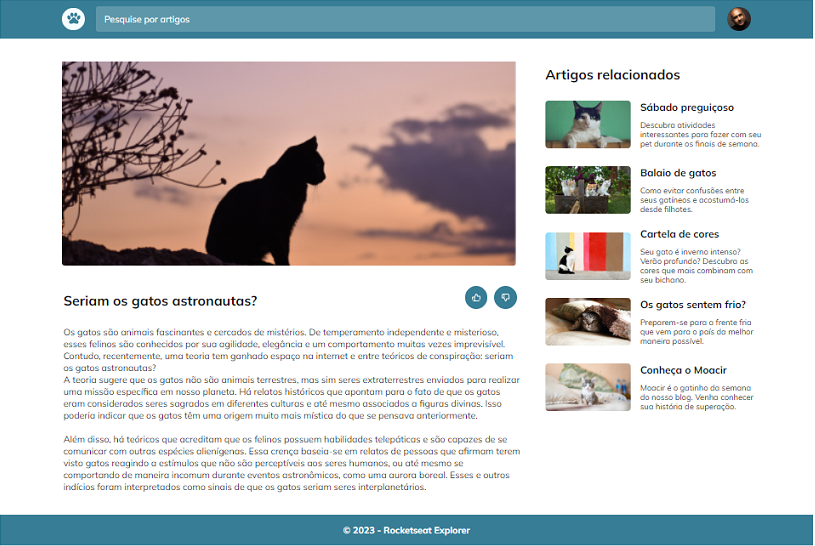 Pesquise por artigos
Seriam os gatos astronautas?
Os gatos são animais fascinantes e cercados de mistérios. De temperamento independente e misterioso,
esses felinos são conhecidos por sua agilidade, elegância e um comportamento muitas vezes imprevisível.
Contudo, recentemente, uma teoria tem ganhado espaço na internet e entre teóricos de conspiração: seriam
os gatos astronautas?
A teoria sugere que os gatos não são animais terrestres, mas sim seres extraterrestres enviados para realizar
uma missão específica em nosso planeta. Há relatos históricos que apontam para o fato de que os gatos
eram considerados seres sagrados em diferentes culturas e até mesmo associados a figuras divinas. Isso
poderia indicar que os gatos têm uma origem muito mais mística do que se pensava anteriormente.
Além disso, há teóricos que acreditam que os felinos possuem habilidades telepáticas e são capazes de se
comunicar com outras espécies alienígenas. Essa crença baseia-se em relatos de pessoas que afirmam terem
visto gatos reagindo a estímulos que não são perceptíveis aos seres humanos, ou até mesmo se
comportando de maneira incomum durante eventos astronômicos, como uma aurora boreal. Esses e outros
indícios foram interpretados como sinais de que os gatos seriam seres interplanetários.
Artigos relacionados
Sábado preguiçoso
Descubra atividades
interessantes para fazer com seu
pet durante os finais de semana.
Balaio de gatos
Como evitar confusões entre
seus gatíneos e acostumá-los
desde filhotes.
Cartela de cores
Seu gato é inverno intenso?
Verão profundo? Descubra as
cores que mais combinam com
seu bichano.
Os gatos sentem frio?
Preparem-se para a frente fria
que vem para o país da melhor
maneira possível.
Conheça o Moacir
Moacir é o gatinho da semana
do nosso blog. Venha conhecer
sua história de superação.
© 2023 - Rocketseat Explorer